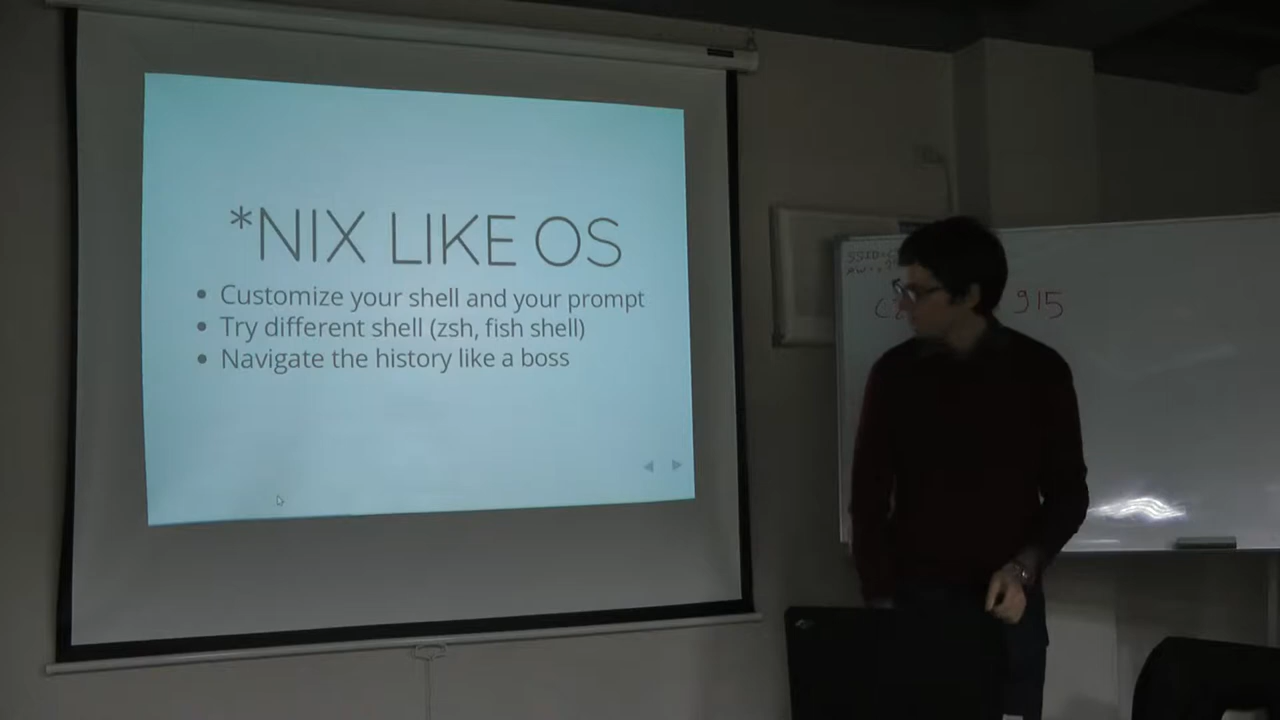 *NIX LIKE OS
• Customize your shell and your prompt
• Try different shell (zsh, fish shell)
• Navigate the history like a boss
915